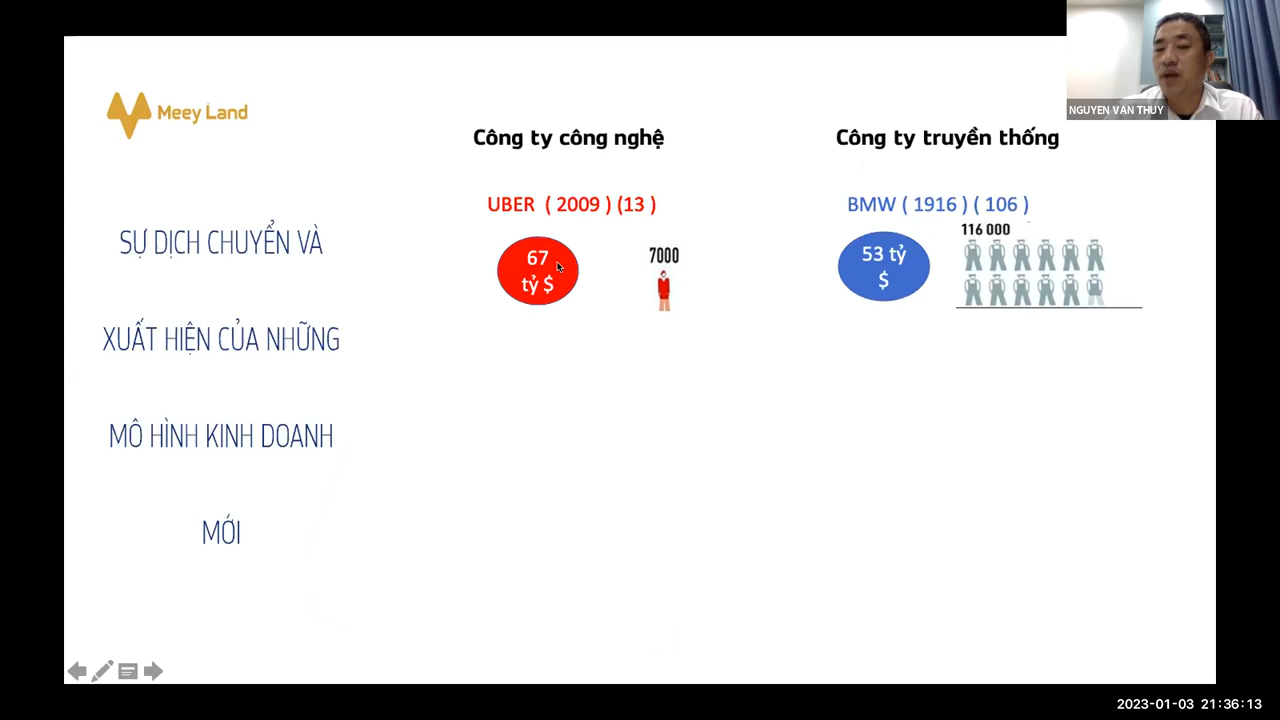 Meey Land
NGUYEN VAN THUY
Công ty công nghệ
Công ty truyền thống
UBER ( 2009 ) (13 )
BMW ( 1916 ) ( 106 )
67
tỷ $
7000
53 tỷ
$
116 000
SỰ DỊCH CHUYỂN VÀ
XUẤT HIỆN CỦA NHỮNG
MÔ HÌNH KINH DOANH
MỚI
2023-01-03 21:36:13